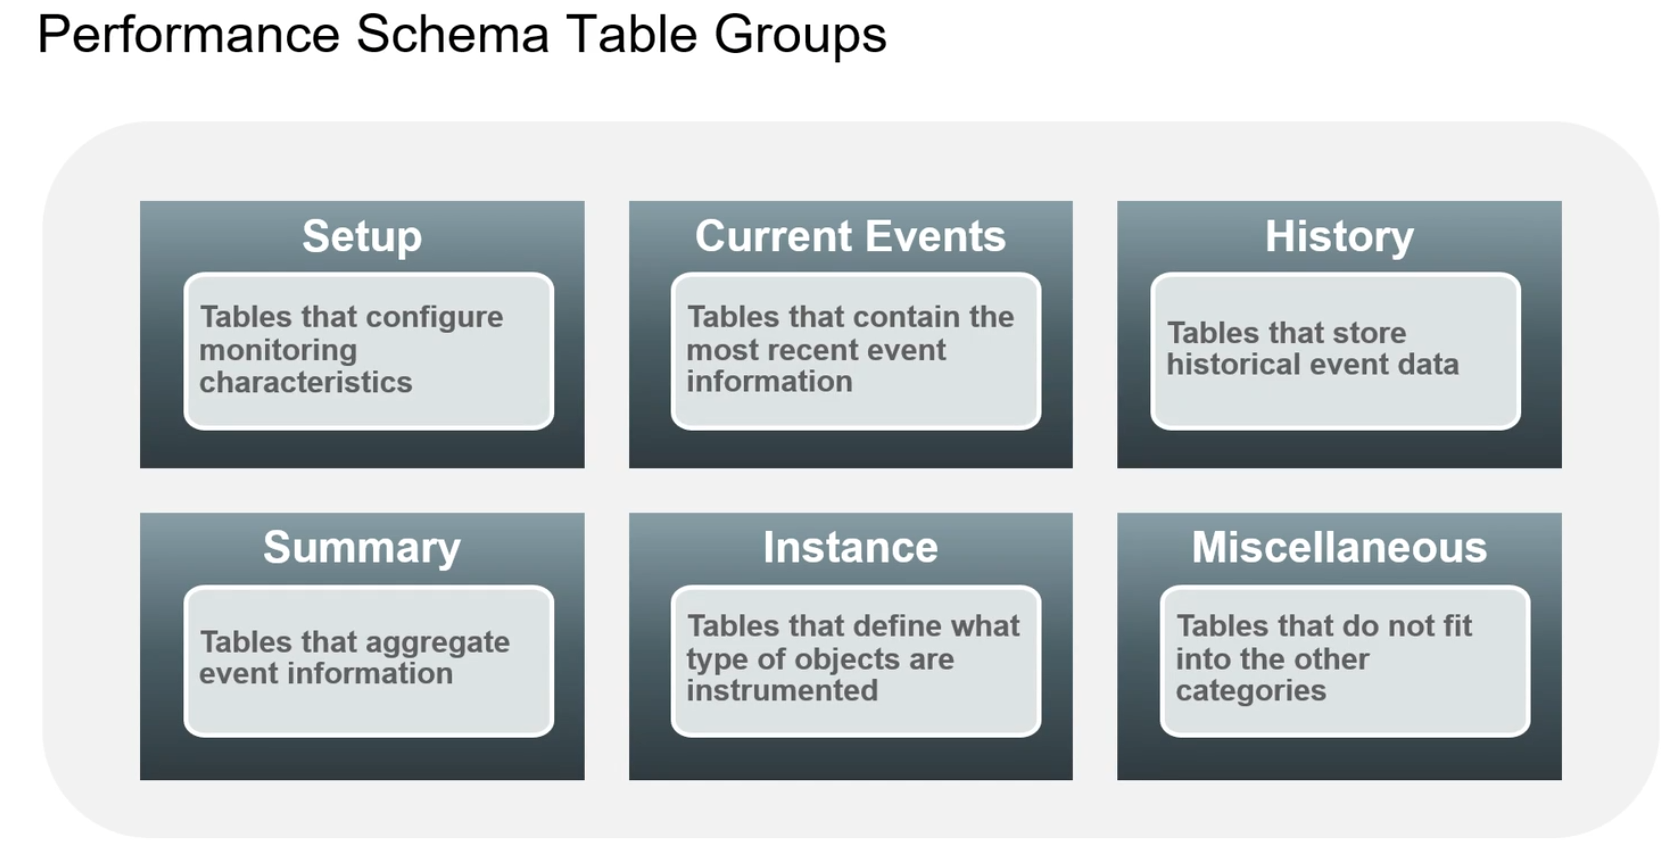 Performance Schema Table Groups
Setup
Tables that configure
monitoring
characteristics
Current Events
Tables that contain the
most recent event
information
History
Tables that store
historical event data
Summary
Tables that aggregate
event information
Instance
Tables that define what
type of objects are
instrumented
Miscellaneous
Tables that do not fit
into the other
categories